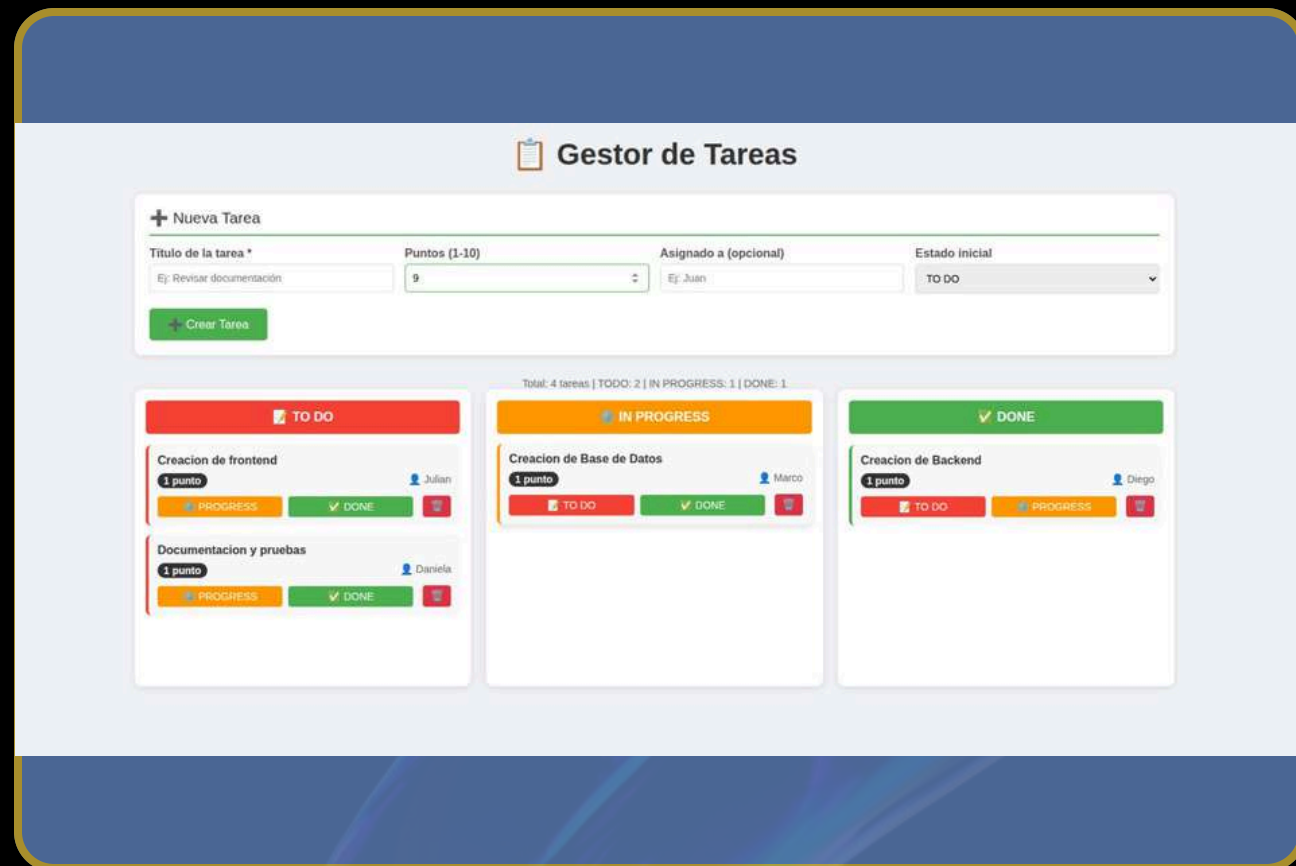 📋 Gestor de Tareas
➕ Nueva Tarea
Título de la tarea *
Puntos (1-10)
Asignado a (opcional)
Estado inicial
Ej: Revisar documentación
9
Ej: Juan
TO DO
➕ Crear Tarea
Total: 4 tareas | TODO: 2 | IN PROGRESS: 1 | DONE: 1
📝 TO DO
Creacion de frontend
1 punto
👤 Julian
⚙️ PROGRESS
✅ DONE
🗑️
Documentacion y pruebas
1 punto
👤 Daniela
⚙️ PROGRESS
✅ DONE
🗑️
⚙️ IN PROGRESS
Creacion de Base de Datos
1 punto
👤 Marco
📝 TO DO
✅ DONE
🗑️
✅ DONE
Creacion de Backend
1 punto
👤 Diego
📝 TO DO
⚙️ PROGRESS
🗑️